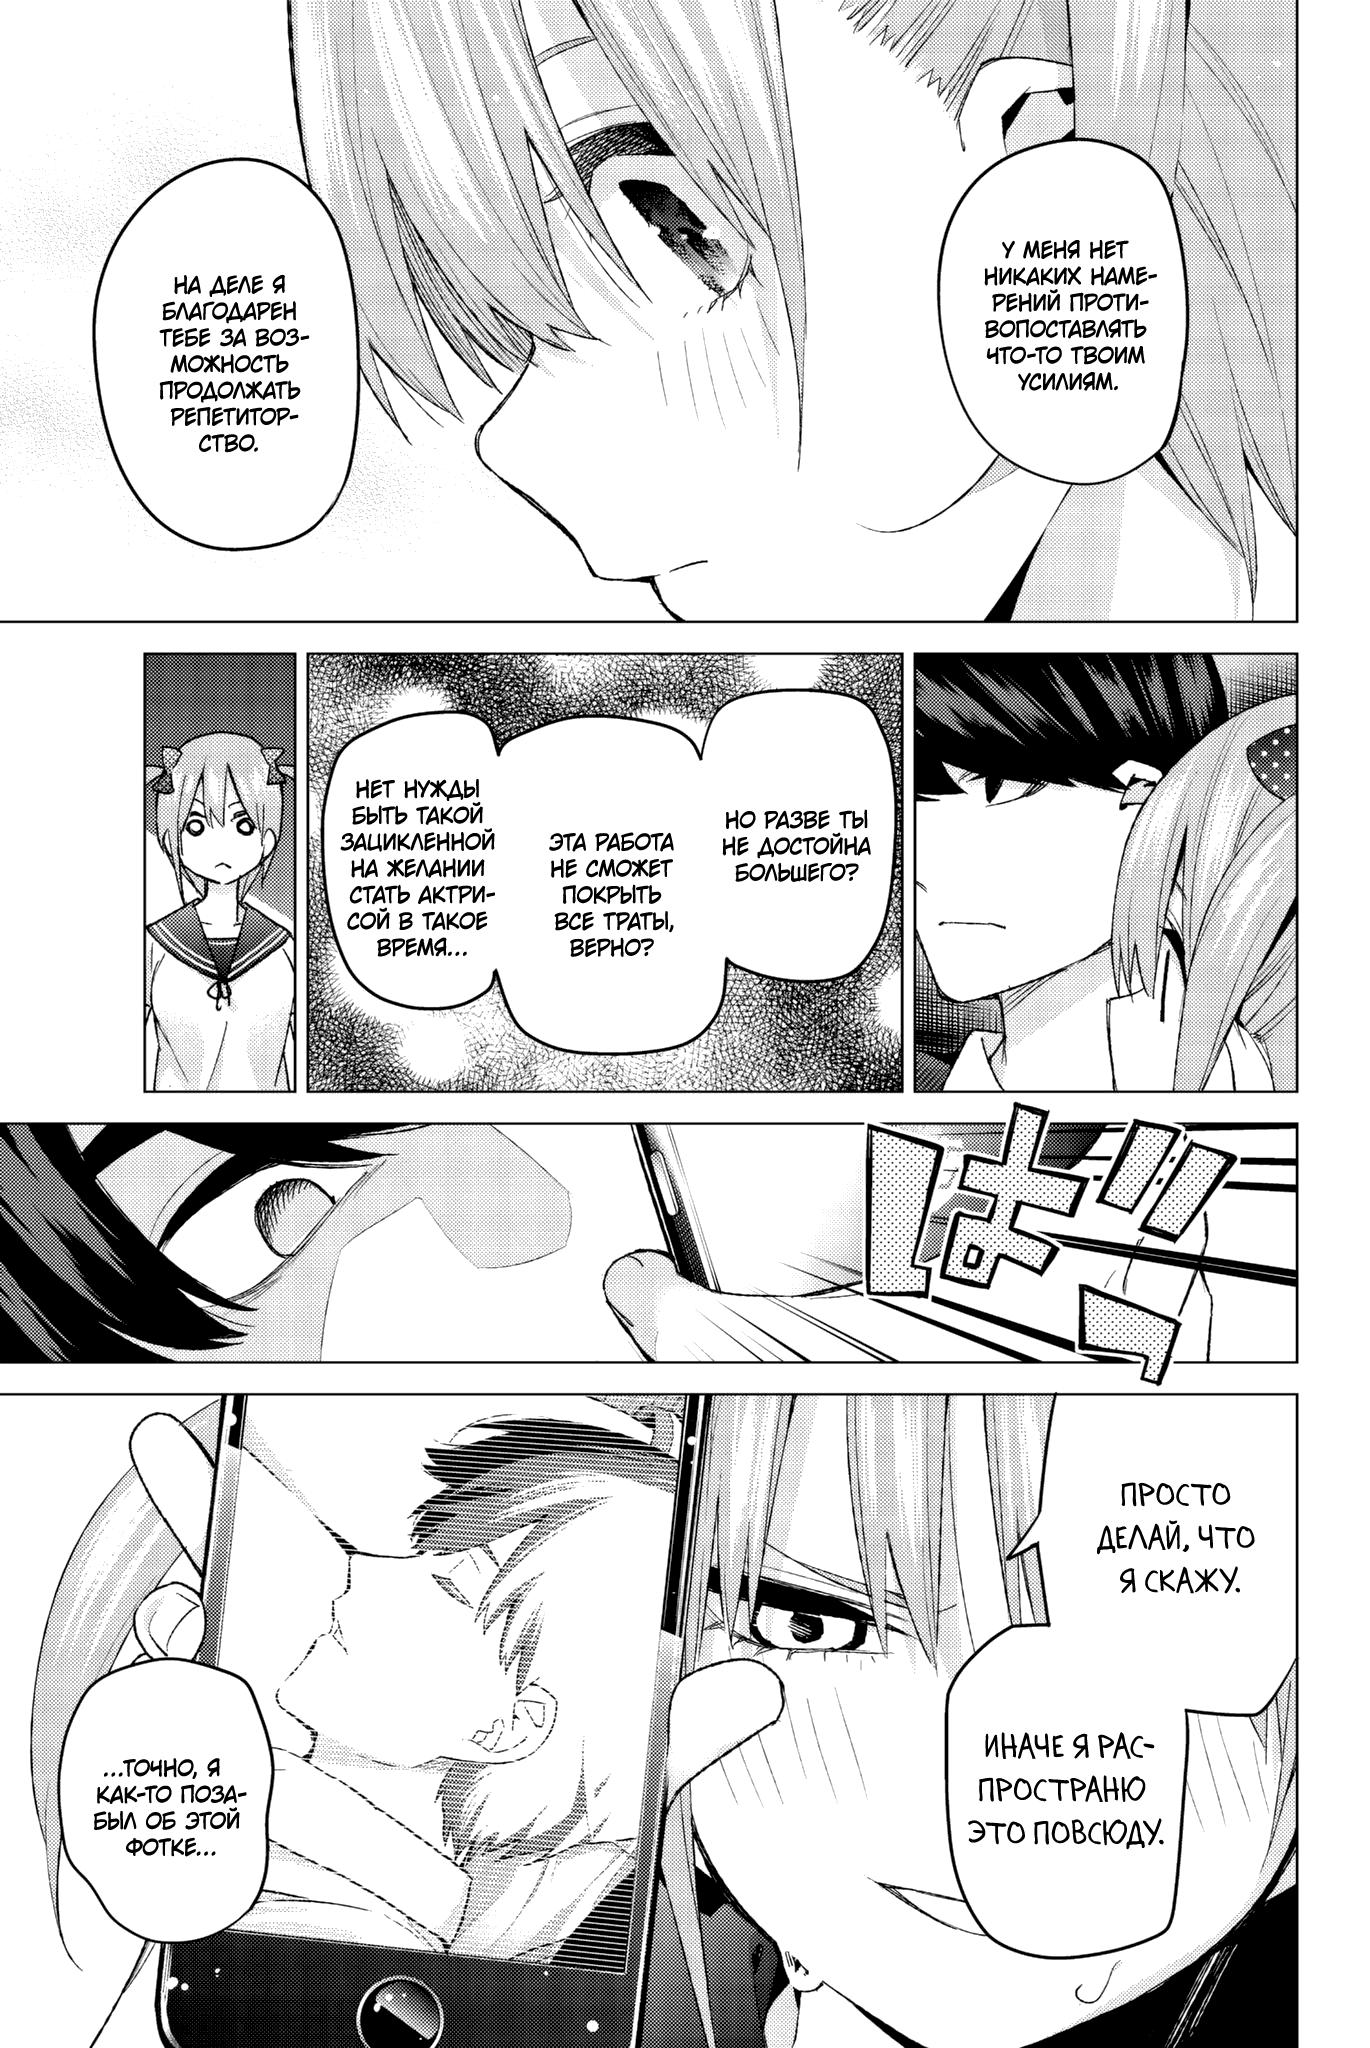 У МЕНЯ НЕТ
НИКАКИХ НАМЕ-
РЕНИЙ ПРОТИ-
ВОПОСТАВЛЯТЬ
ЧТО-ТО ТВОИМ
УСИЛИЯМ.
НА ДЕЛЕ Я
БЛАГОДАРЕН
ТЕБЕ ЗА ВОЗ-
МОЖНОСТЬ
ПРОДОЛЖАТЬ
РЕПЕТИТОР-
СТВО.
НО РАЗВЕ ТЫ
НЕ ДОСТОЙНА
БОЛЬШЕГО?
ЭТА РАБОТА
НЕ СМОЖЕТ
ПОКРЫТЬ
ВСЕ ТРАТЫ,
ВЕРНО?
НЕТ НУЖДЫ
БЫТЬ ТАКОЙ
ЗАЦИКЛЕННОЙ
НА ЖЕЛАНИИ
СТАТЬ АКТРИ-
СОЙ В ТАКОЕ
ВРЕМЯ...
ばッ
ПРОСТО
ДЕЛАЙ, ЧТО
Я СКАЖУ.
ИНАЧЕ Я РАС-
ПРОСТРАНЮ
ЭТО ПОВСЮДУ.
...ТОЧНО, Я
КАК-ТО ПОЗА-
БЫЛ ОБ ЭТОЙ
ФОТКЕ...